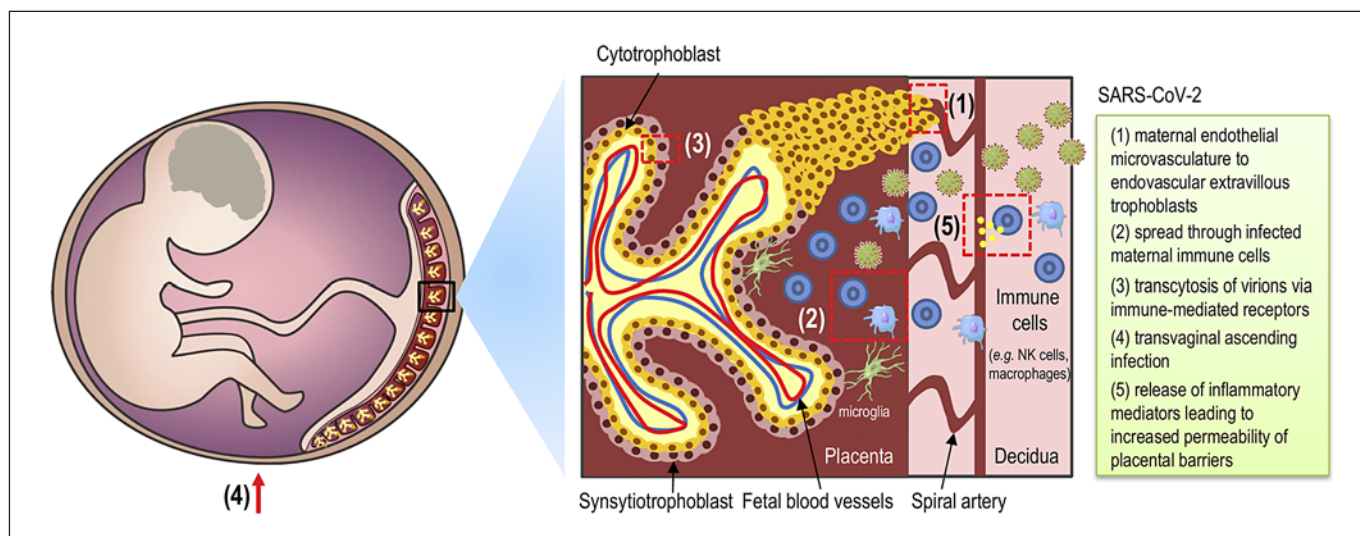 Cytotrophoblast
(1)
(3)
(5)
(2)
Immune
cells
(e.g. NK cells,
macrophages)
microglia
Placenta
Decidua
(4)
Synsytiotrophoblast
Fetal blood vessels
Spiral artery
SARS-CoV-2
(1) maternal endothelial
microvasculature to
endovascular extravillous
trophoblasts
(2) spread through infected
maternal immune cells
(3) transcytosis of virions via
immune-mediated receptors
(4) transvaginal ascending
infection
(5) release of inflammatory
mediators leading to
increased permeability of
placental barriers